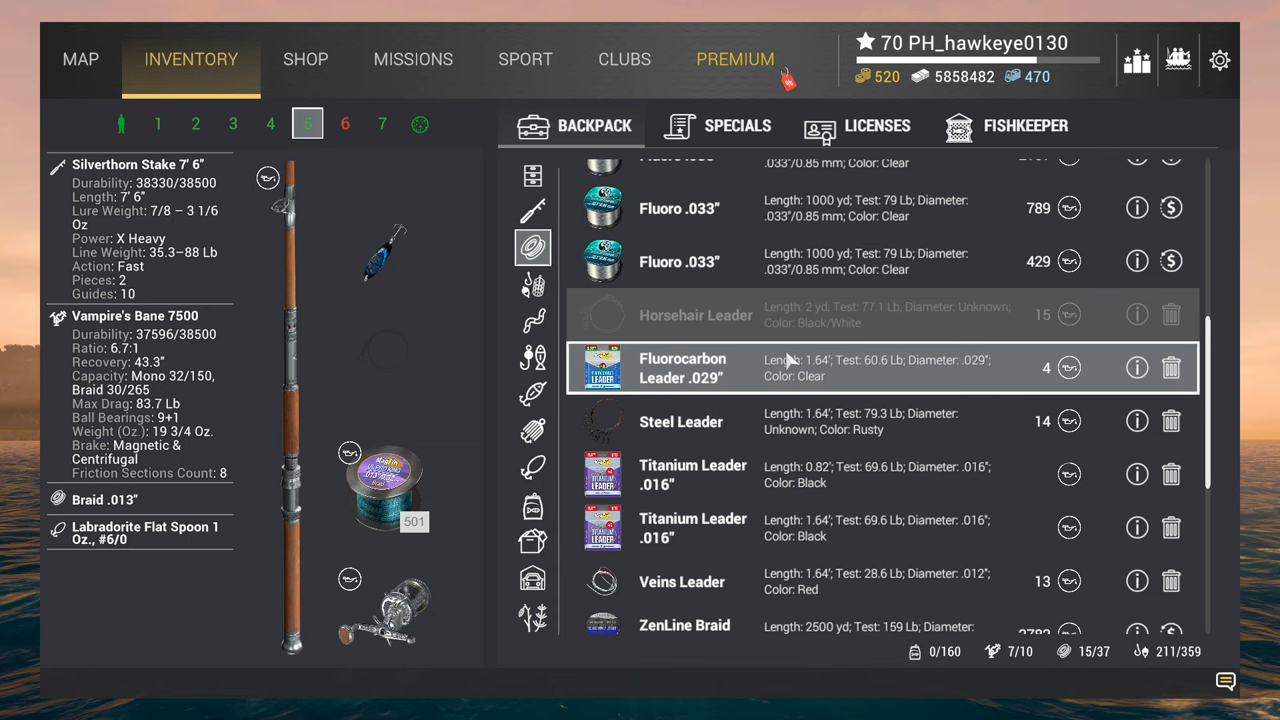 MAP
INVENTORY
SHOP
MISSIONS
SPORT
CLUBS
PREMIUM
70 PH_hawkeye0130
520
5858482
470
1
2
3
4
5
6
7
BACKPACK
SPECIALS
LICENSES
FISHKEEPER
Silverthorn Stake 7' 6"
Durability: 38330/38500
Length: 7' 6"
Lure Weight: 7/8 – 3 1/6
Oz
Power: X Heavy
Line Weight: 35.3–88 Lb
Action: Fast
Pieces: 2
Guides: 10
Vampire's Bane 7500
Durability: 37596/38500
Ratio: 6.7:1
Recovery: 43.3"
Capacity: Mono 32/150,
Braid 30/265
Max Drag: 83.7 Lb
Ball Bearings: 9+1
Weight (Oz.): 19 3/4 Oz.
Brake: Magnetic &
Centrifugal
Friction Sections Count: 8
Braid .013"
Labradorite Flat Spoon 1
Oz., #6/0
501
.033"/0.85 mm; Color: Clear
Fluoro .033"
Length: 1000 yd; Test: 79 Lb; Diameter:
.033"/0.85 mm; Color: Clear
789
Fluoro .033"
Length: 1000 yd; Test: 79 Lb; Diameter:
.033"/0.85 mm; Color: Clear
429
Horsehair Leader
Length: 2 yd; Test: 77.1 Lb; Diameter: Unknown;
Color: Black/White
15
Fluorocarbon
Leader .029"
Length: 1.64'; Test: 60.6 Lb; Diameter: .029";
Color: Clear
4
Steel Leader
Length: 1.64'; Test: 79.3 Lb; Diameter:
Unknown; Color: Rusty
14
Titanium Leader
.016"
Length: 0.82'; Test: 69.6 Lb; Diameter: .016";
Color: Black
Titanium Leader
.016"
Length: 1.64'; Test: 69.6 Lb; Diameter: .016";
Color: Black
Veins Leader
Length: 1.64'; Test: 28.6 Lb; Diameter: .012";
Color: Red
13
ZenLine Braid
Length: 2500 yd; Test: 159 Lb; Diameter:
0/160
7/10
15/37
211/359